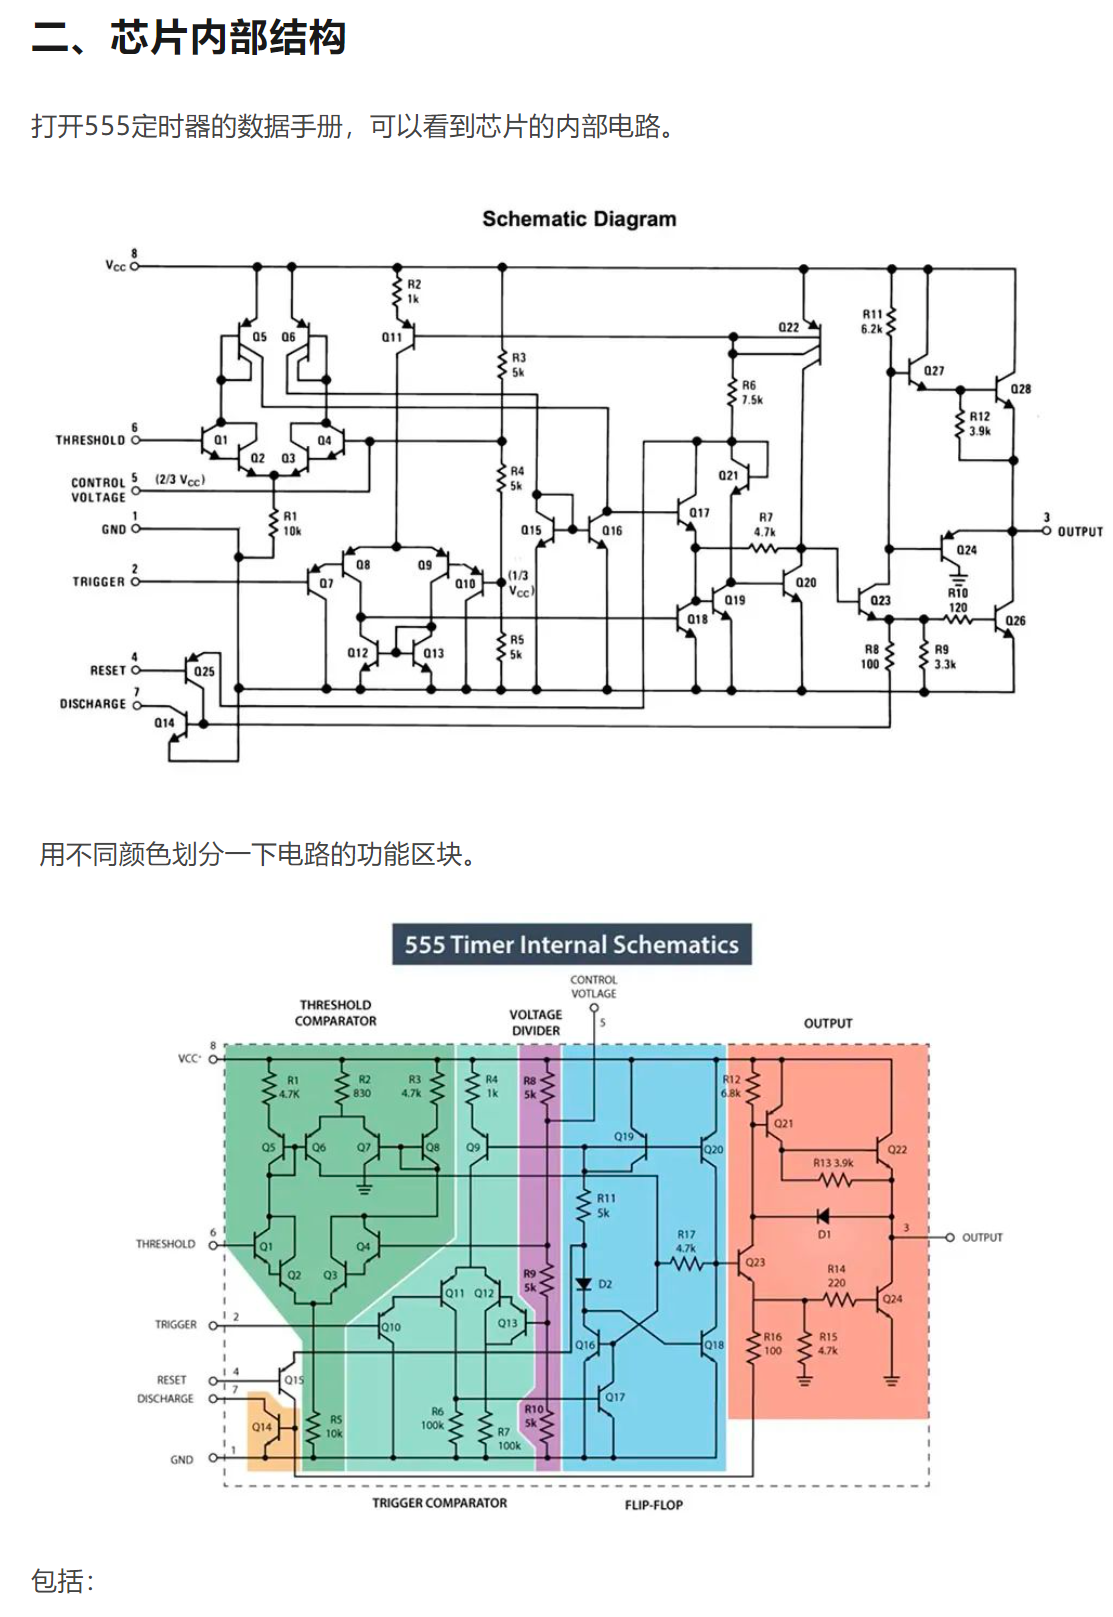 二、芯片内部结构
打开555定时器的数据手册，可以看到芯片的内部电路。
Schematic Diagram
8
VCC
R2
1k
Q5
Q6
Q11
Q22
R11
6.2k
R3
5k
Q27
Q28
R6
7.5k
R12
3.9k
6
THRESHOLD
Q1
Q4
Q2
Q3
CONTROL
VOLTAGE
5
(2/3 VCC)
R4
5k
Q21
1
GND
R1
10k
Q15
Q16
Q17
R7
4.7k
3
OUTPUT
Q24
2
TRIGGER
Q8
Q9
Q7
Q10
(1/3
VCC)
Q20
Q19
Q23
R10
120
Q18
Q26
4
RESET
Q25
Q12
Q13
R5
5k
R8
100
R9
3.3k
7
DISCHARGE
Q14
用不同颜色划分一下电路的功能区块。
555 Timer Internal Schematics
CONTROL
VOTLAGE
5
THRESHOLD
COMPARATOR
VOLTAGE
DIVIDER
OUTPUT
8
VCC+
R1
4.7K
R2
830
R3
4.7k
R4
1k
R8
5k
R12
6.8k
Q21
Q5
Q6
Q7
Q8
Q9
Q19
Q20
Q22
R13 3.9k
R11
5k
D1
6
THRESHOLD
Q1
Q4
R17
4.7k
3
OUTPUT
Q2
Q3
R9
5k
Q23
Q11
Q12
D2
R14
220
Q24
2
TRIGGER
Q10
Q13
Q16
Q18
R16
100
R15
4.7k
4
RESET
Q15
7
DISCHARGE
Q17
Q14
R5
10k
R6
100k
R7
100k
R10
5k
1
GND
TRIGGER COMPARATOR
FLIP-FLOP
包括：